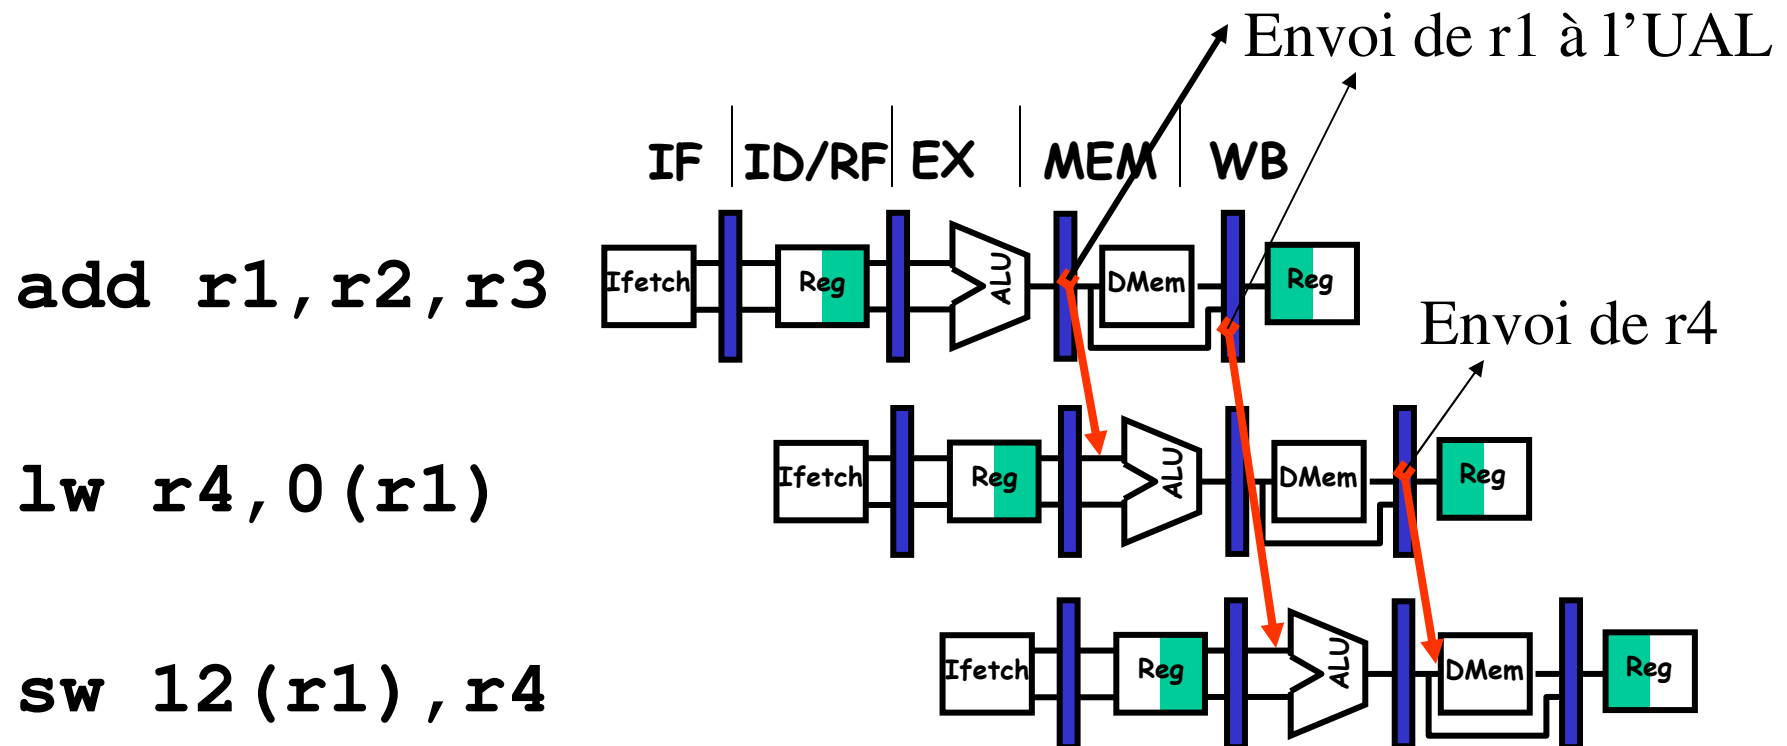 Envoi de r1 à l’UAL
IF ID/RF EX MEM WB
add r1,r2,r3
Ifetch Reg ALU DMem Reg
Envoi de r4
lw r4,0(r1)
Ifetch Reg ALU DMem Reg
sw 12(r1),r4
Ifetch Reg ALU DMem Reg